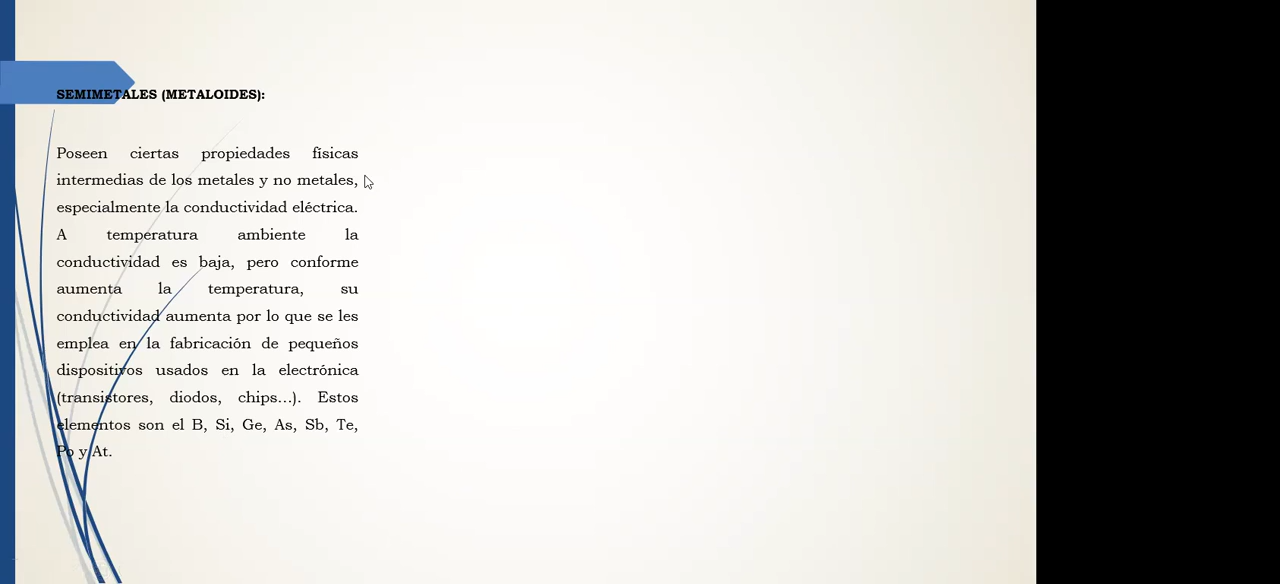 SEMIMETALES (METALOIDES):
Poseen ciertas propiedades físicas
intermedias de los metales y no metales,
especialmente la conductividad eléctrica.
A temperatura ambiente la
conductividad es baja, pero conforme
aumenta la temperatura, su
conductividad aumenta por lo que se les
emplea en la fabricación de pequeños
dispositivos usados en la electrónica
(transistores, diodos, chips...). Estos
elementos son el B, Si, Ge, As, Sb, Te,
Po y At.